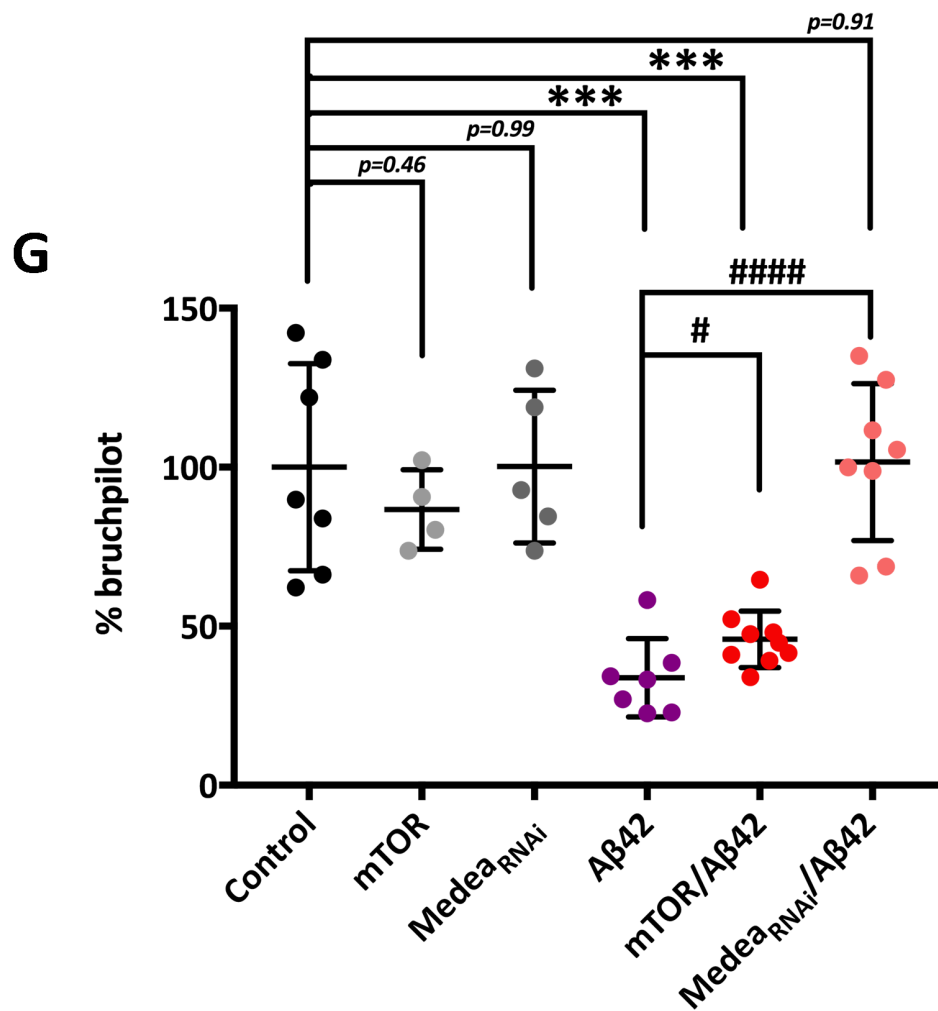 p=0.91
***
***
p=0.99
p=0.46
G
####
#
150
100
50
0
% bruchpilot
Control
mTOR
MedeaRNAi
Aβ42
mTOR/Aβ42
MedeaRNAi/Aβ42